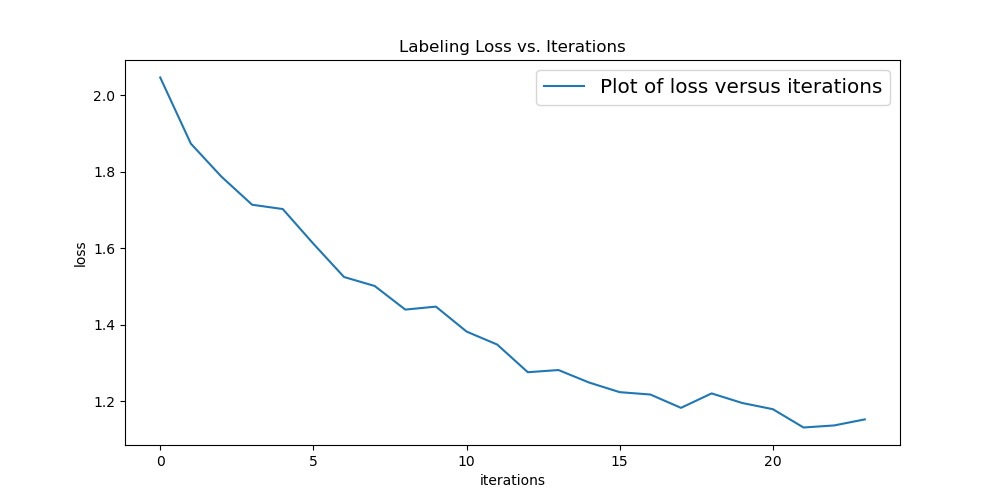 Labeling Loss vs. Iterations
Plot of loss versus iterations
2.0
1.8
1.6
1.4
1.2
loss
0 5 10 15 20
iterations